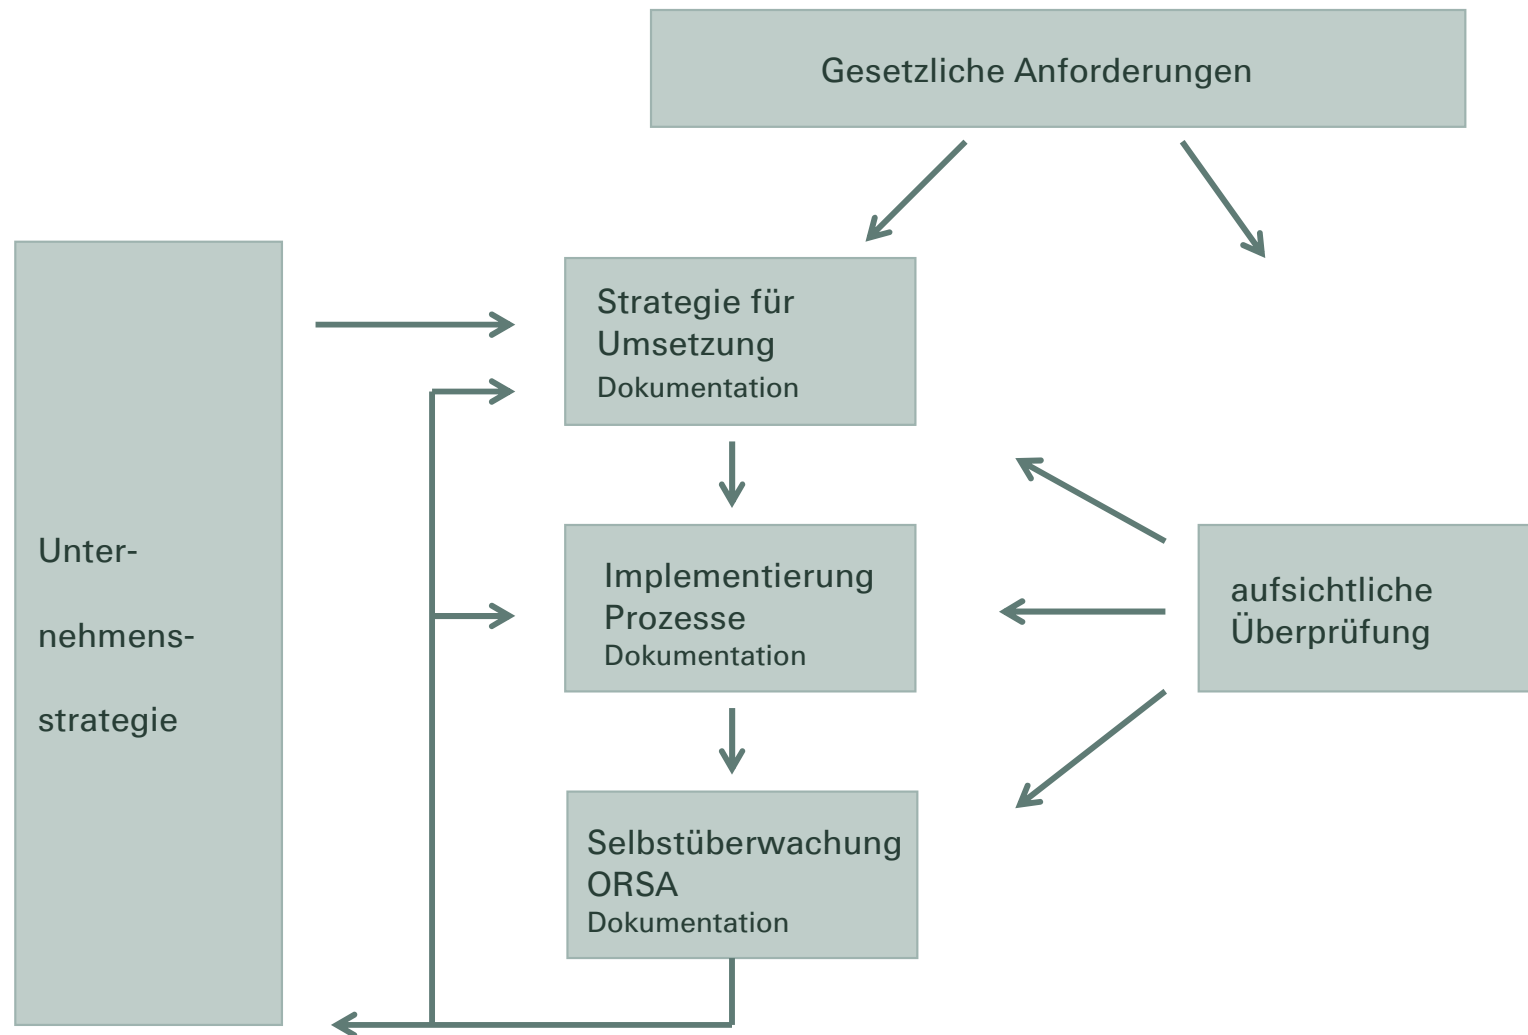 Gesetzliche Anforderungen
Unter-
nehmens-
strategie
Strategie für
Umsetzung
Dokumentation
Implementierung
Prozesse
Dokumentation
Selbstüberwachung
ORSA
Dokumentation
aufsichtliche
Überprüfung